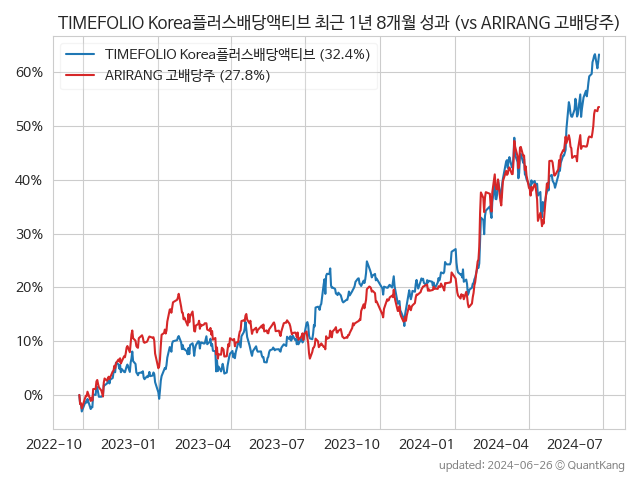 TIMEFOLIO Korea플러스배당액티브 최근 1년 8개월 성과 (vs ARIRANG 고배당주)
TIMEFOLIO Korea플러스배당액티브 (32.4%)
ARIRANG 고배당주 (27.8%)
60%
50%
40%
30%
20%
10%
0%
2022-10 2023-01 2023-04 2023-07 2023-10 2024-01 2024-04 2024-07
updated: 2024-06-26 © QuantKang